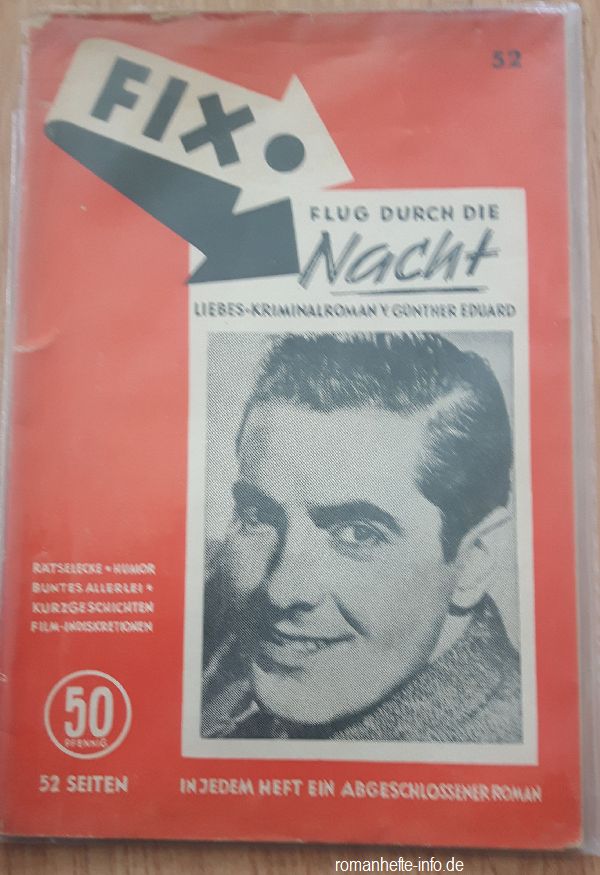 52
FIX.
FLUG DURCH DIE
Nacht
LIEBES-KRIMINALROMAN V. GÜNTHER EDUARD
RÄTSELECKE • HUMOR
BUNTES ALLERLEI •
KURZGESCHICHTEN
FILM-INDISKRETIONEN
50
PFENNIG
52 SEITEN
IN JEDEM HEFT EIN ABGESCHLOSSENER ROMAN
romanhefte-info.de